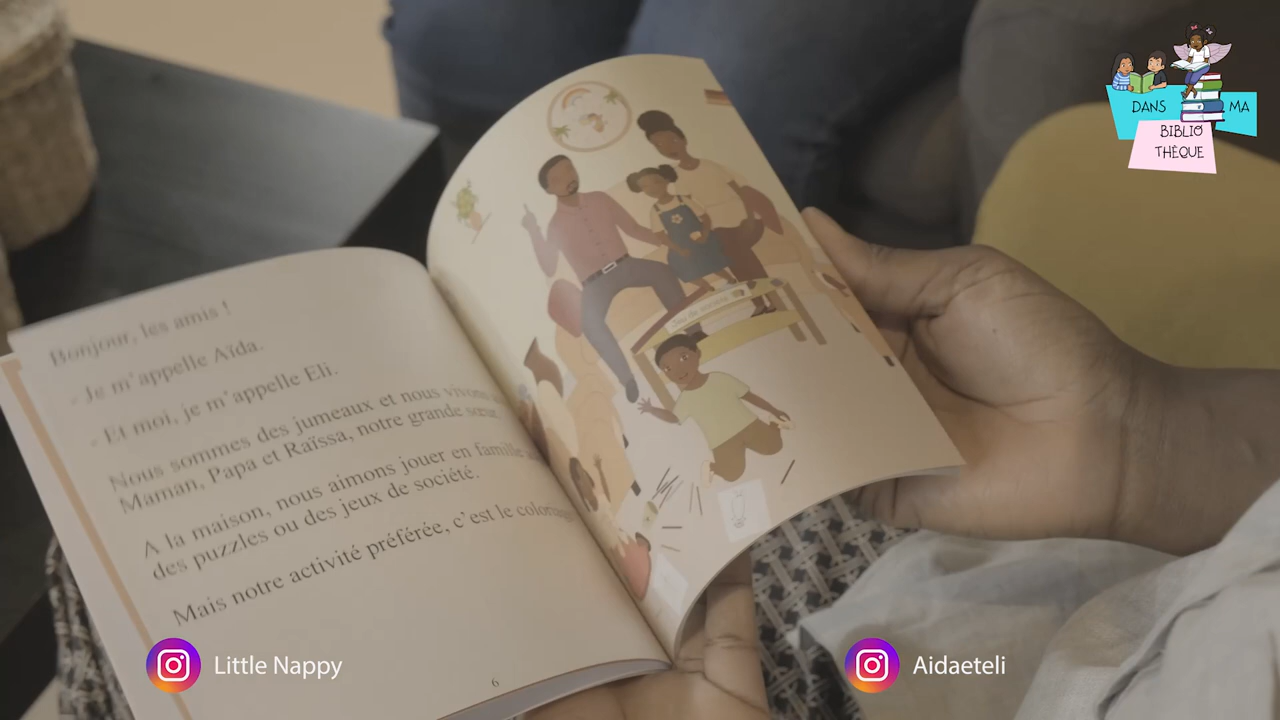 DANS MA
BIBLIO
THÈQUE
Bonjour, les amis !
- Je m'appelle Aïda.
- Et moi, je m'appelle Eli.
Nous sommes des jumeaux et nous vivons
Maman, Papa et Raïssa, notre grande sœur.
A la maison, nous aimons jouer en famille
des puzzles ou des jeux de société.
Mais notre activité préférée, c'est le
6
Little Nappy
Aidaeteli